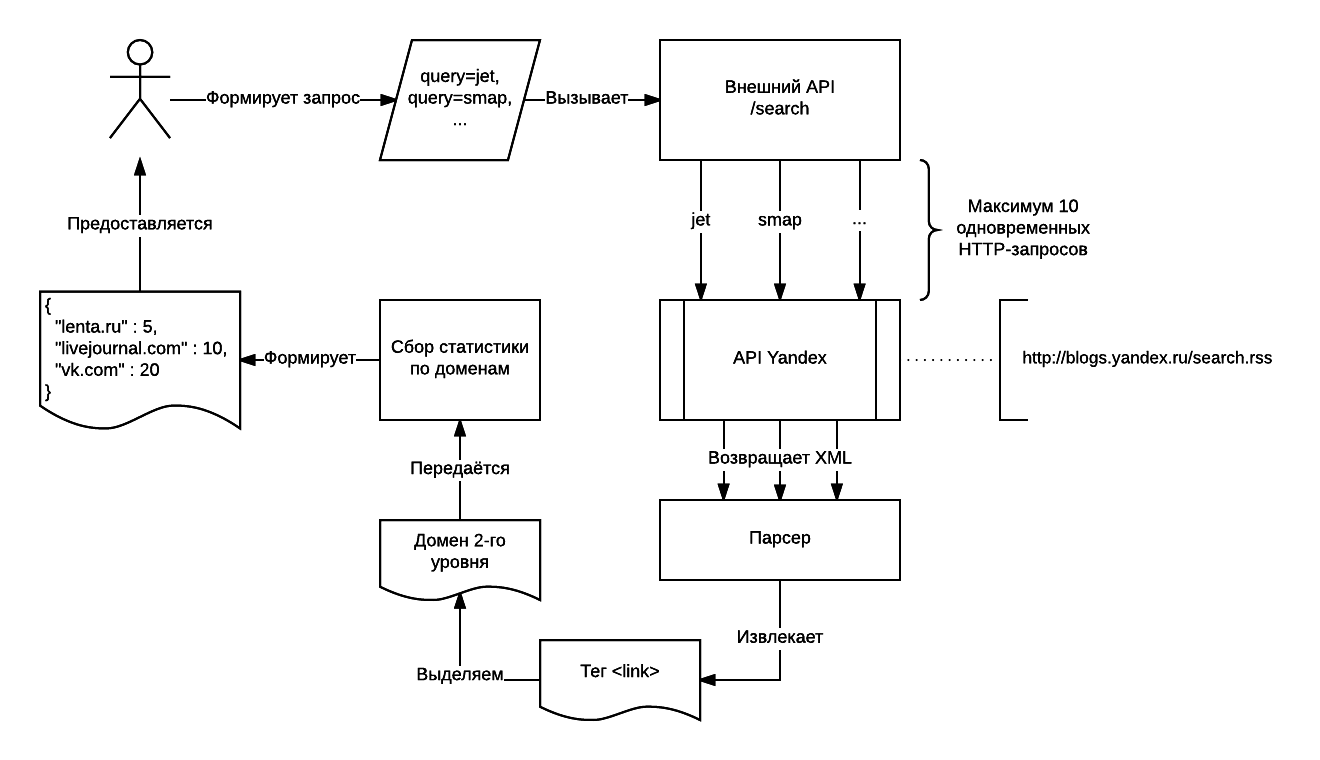 Формирует запрос
query=jet,
query=smap,
...
Вызывает
Внешний API
/search
jet
smap
...
Максимум 10
одновременных
HTTP-запросов
API Yandex
http://blogs.yandex.ru/search.rss
Возвращает XML
Парсер
Извлекает
Тег <link>
Выделяем
Домен 2-го
уровня
Передаётся
Сбор статистики
по доменам
Формирует
{
"lenta.ru" : 5,
"livejournal.com" : 10,
"vk.com" : 20
}
Предоставляется